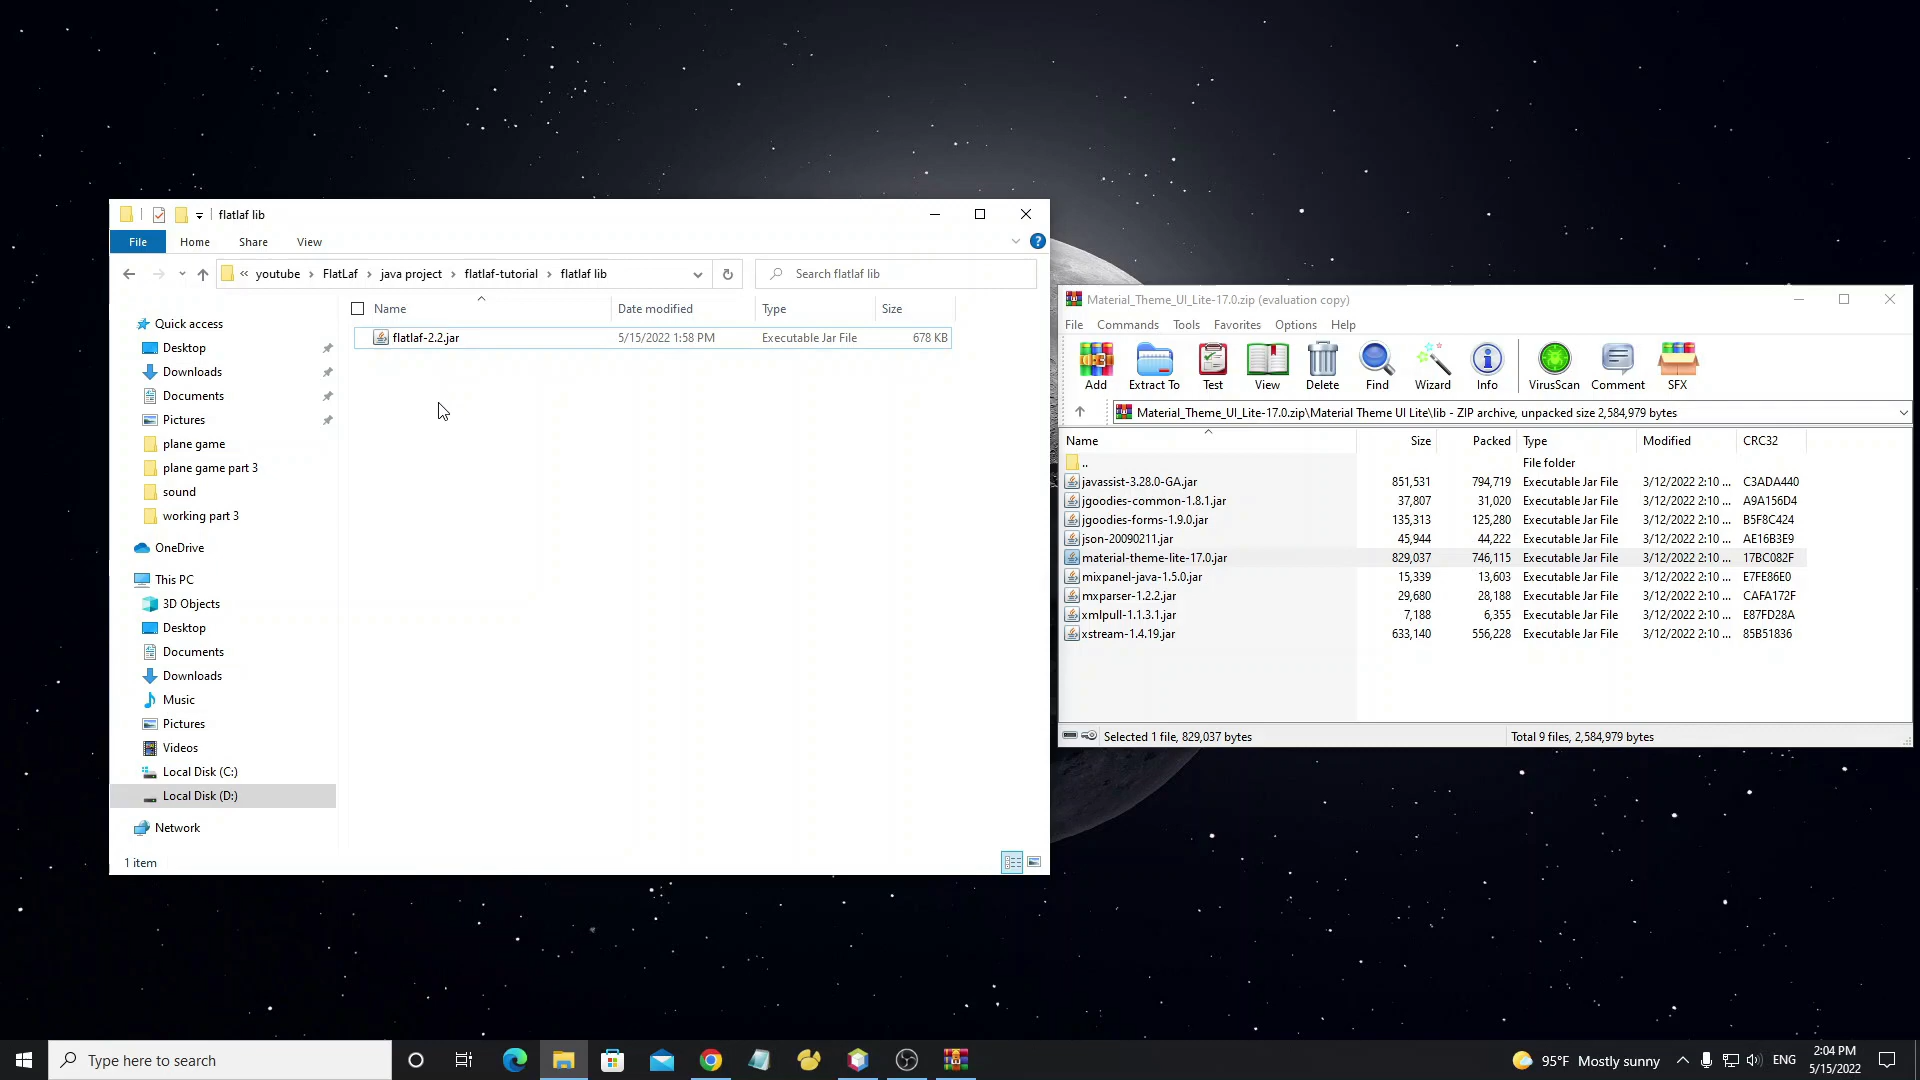 flatlaf lib
File Home Share View
« youtube › FlatLaf › java project › flatlaf-tutorial › flatlaf lib
Search flatlaf lib
Name Date modified Type Size
flatlaf-2.2.jar 5/15/2022 1:58 PM Executable Jar File 678 KB
Quick access
Desktop
Downloads
Documents
Pictures
plane game
plane game part 3
sound
working part 3
OneDrive
This PC
3D Objects
Desktop
Documents
Downloads
Music
Pictures
Videos
Local Disk (C:)
Local Disk (D:)
Network
1 item
Material_Theme_UI_Lite-17.0.zip (evaluation copy)
File Commands Tools Favorites Options Help
Add Extract To Test View Delete Find Wizard Info VirusScan Comment SFX
Material_Theme_UI_Lite-17.0.zip\Material Theme UI Lite\lib - ZIP archive, unpacked size 2,584,979 bytes
Name Size Packed Type Modified CRC32
.. File folder
javassist-3.28.0-GA.jar 851,531 794,719 Executable Jar File 3/12/2022 2:10 ... C3ADA440
jgoodies-common-1.8.1.jar 37,807 31,020 Executable Jar File 3/12/2022 2:10 ... A9A156D4
jgoodies-forms-1.9.0.jar 135,313 125,280 Executable Jar File 3/12/2022 2:10 ... B5F8C424
json-20090211.jar 45,944 44,222 Executable Jar File 3/12/2022 2:10 ... AE16B3E9
material-theme-lite-17.0.jar 829,037 746,115 Executable Jar File 3/12/2022 2:10 ... 17BC082F
mixpanel-java-1.5.0.jar 15,339 13,603 Executable Jar File 3/12/2022 2:10 ... E7FE86E0
mxparser-1.2.2.jar 29,680 28,188 Executable Jar File 3/12/2022 2:10 ... CAFA172F
xmlpull-1.1.3.1.jar 7,188 6,355 Executable Jar File 3/12/2022 2:10 ... E87FD28A
xstream-1.4.19.jar 633,140 556,228 Executable Jar File 3/12/2022 2:10 ... 85B51836
Selected 1 file, 829,037 bytes Total 9 files, 2,584,979 bytes
Type here to search
95°F Mostly sunny ENG
2:04 PM
5/15/2022